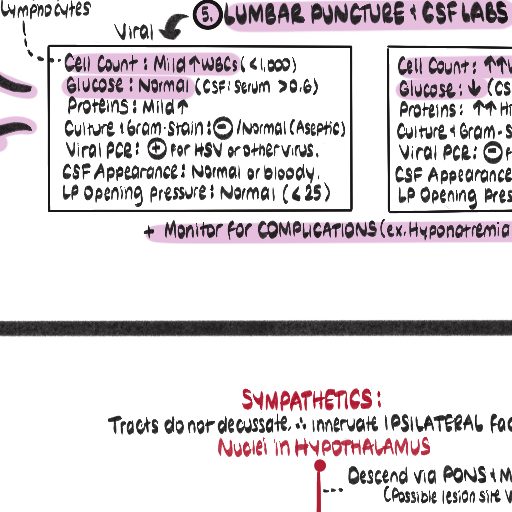 Lymphocytes
Viral
5. LUMBAR PUNCTURE & CSF LABS
Cell Count: Mild ↑ WBCs (<1,000)
Glucose: Normal (CSF: Serum >0.6)
Proteins: Mild ↑
Culture & Gram-Stain: ⊖ /Normal (Aseptic)
Viral PCR: ⊕ for HSV or other virus.
CSF Appearance: Normal or bloody.
LP Opening Pressure: Normal (<25)
Cell Count: ↑↑
Glucose: ↓ (CS
Proteins: ↑↑
Culture & Gram-S
Viral PCR: ⊖
CSF Appearance
LP Opening Pres
+ Monitor for COMPLICATIONS (ex. Hyponatremia
SYMPATHETICS:
Tracts do not decussate, ∴ innervate IPSILATERAL Fac
Nuclei in HYPOTHALAMUS
Descend via PONS & M
(Possible lesion site